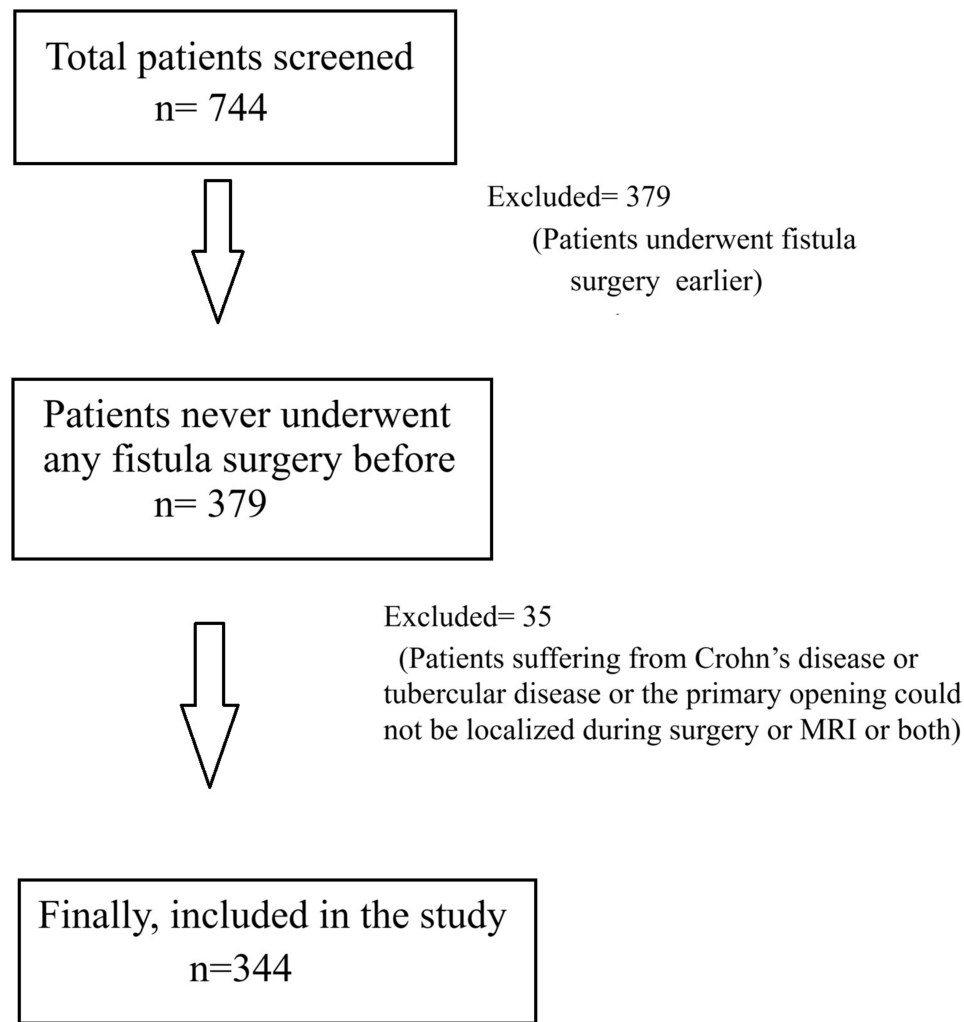 Total patients screened
n= 744
Excluded= 379
(Patients underwent fistula
surgery earlier)
Patients never underwent
any fistula surgery before
n= 379
Excluded= 35
(Patients suffering from Crohn’s disease or
tubercular disease or the primary opening could
not be localized during surgery or MRI or both)
Finally, included in the study
n=344